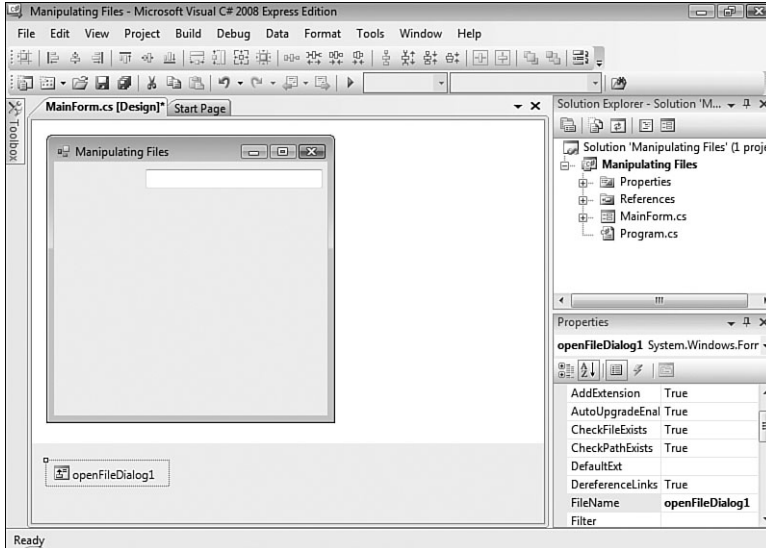 Manipulating Files - Microsoft Visual C# 2008 Express Edition
File Edit View Project Build Debug Data Format Tools Window Help
Toolbox
MainForm.cs [Design]* Start Page
Manipulating Files
openFileDialog1
Solution Explorer - Solution 'M...
Solution 'Manipulating Files' (1 proje
Manipulating Files
Properties
References
MainForm.cs
Program.cs
Properties
openFileDialog1 System.Windows.Forr
AddExtension True
AutoUpgradeEnal True
CheckFileExists True
CheckPathExists True
DefaultExt
DereferenceLinks True
FileName openFileDialog1
Filter
Ready